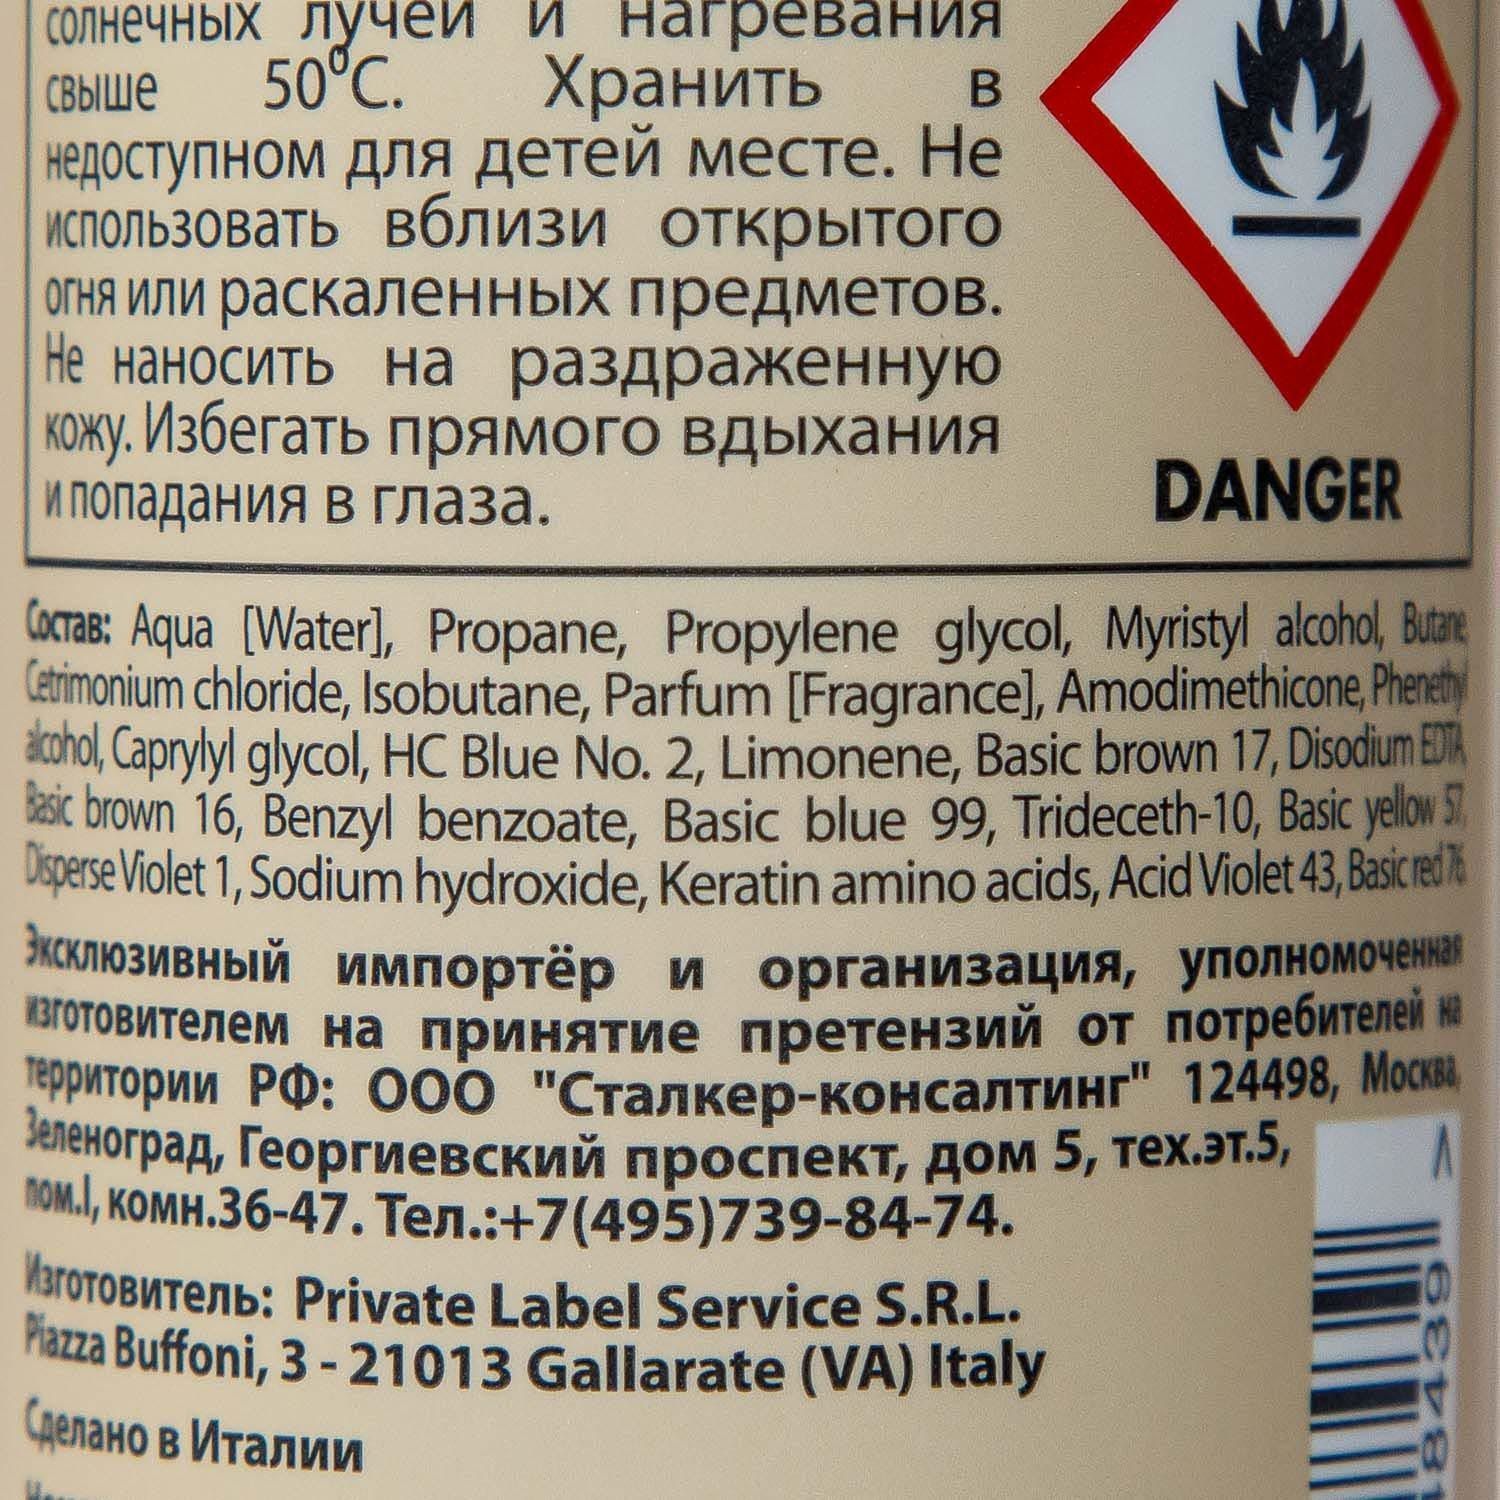 солнечных лучей и нагревания
свыше 50°С. Хранить в
недоступном для детей месте. Не
использовать вблизи открытого
огня или раскаленных предметов.
Не наносить на раздраженную
кожу. Избегать прямого вдыхания
и попадания в глаза.
DANGER
Состав: Aqua [Water], Propane, Propylene glycol, Myristyl alcohol, Butane,
Cetrimonium chloride, Isobutane, Parfum [Fragrance], Amodimethicone, Phenethyl
alcohol, Caprylyl glycol, HC Blue No. 2, Limonene, Basic brown 17, Disodium EDTA,
Basic brown 16, Benzyl benzoate, Basic blue 99, Trideceth-10, Basic yellow 57,
Disperse Violet 1, Sodium hydroxide, Keratin amino acids, Acid Violet 43, Basic red 76
Эксклюзивный импортёр и организация, уполномоченная
изготовителем на принятие претензий от потребителей на
территории РФ: ООО "Сталкер-консалтинг" 124498, Москва,
Зеленоград, Георгиевский проспект, дом 5, тех.эт.5,
пом.I, комн.36-47. Тел.:+7(495)739-84-74.
Изготовитель: Private Label Service S.R.L.
Piazza Buffoni, 3 - 21013 Gallarate (VA) Italy
Сделано в Италии
18439 >